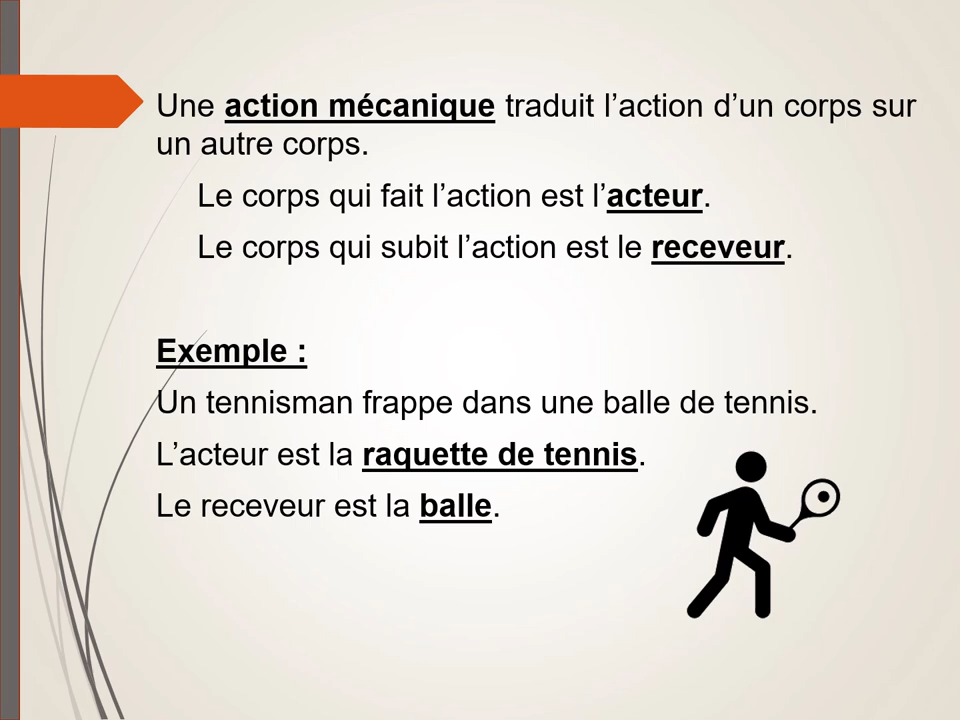 Une action mécanique traduit l’action d’un corps sur
un autre corps.
Le corps qui fait l’action est l’acteur.
Le corps qui subit l’action est le receveur.
Exemple :
Un tennisman frappe dans une balle de tennis.
L’acteur est la raquette de tennis.
Le receveur est la balle.